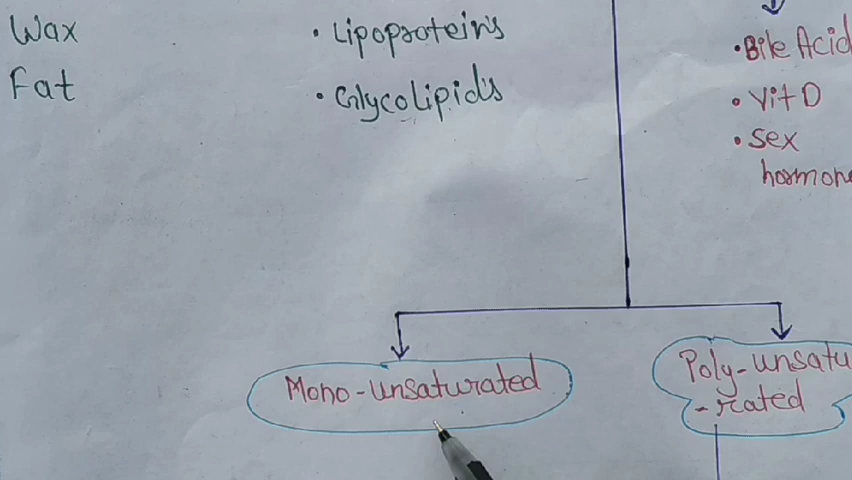 Wax
Fat
• Lipoproteins
• Glycolipids
• Bile Acid
• Vit D
• Sex
hormone
Mono-unsaturated
Poly-unsatu
-rated